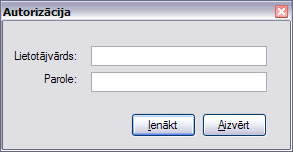 Autorizācija
Lietotājvārds:
Parole:
Ienākt Aizvērt